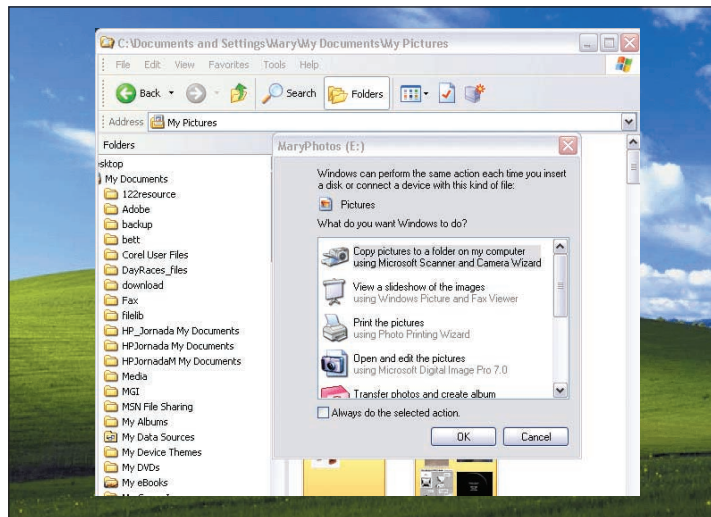 C:\Documents and Settings\Mary\My Documents\My Pictures
File Edit View Favorites Tools Help
Back Search Folders
Address My Pictures
Folders
esktop
My Documents
122resource
Adobe
backup
bett
Corel User Files
DayRaces_files
download
Fax
filelib
HP_Jornada My Documents
HPJornada My Documents
HPJornadaM My Documents
Media
MGI
MSN File Sharing
My Albums
My Data Sources
My Device Themes
My DVDs
My eBooks
MaryPhotos (E:)
Windows can perform the same action each time you insert
a disk or connect a device with this kind of file:
Pictures
What do you want Windows to do?
Copy pictures to a folder on my computer
using Microsoft Scanner and Camera Wizard
View a slideshow of the images
using Windows Picture and Fax Viewer
Print the pictures
using Photo Printing Wizard
Open and edit the pictures
using Microsoft Digital Image Pro 7.0
Transfer photos and create album
Always do the selected action.
OK Cancel